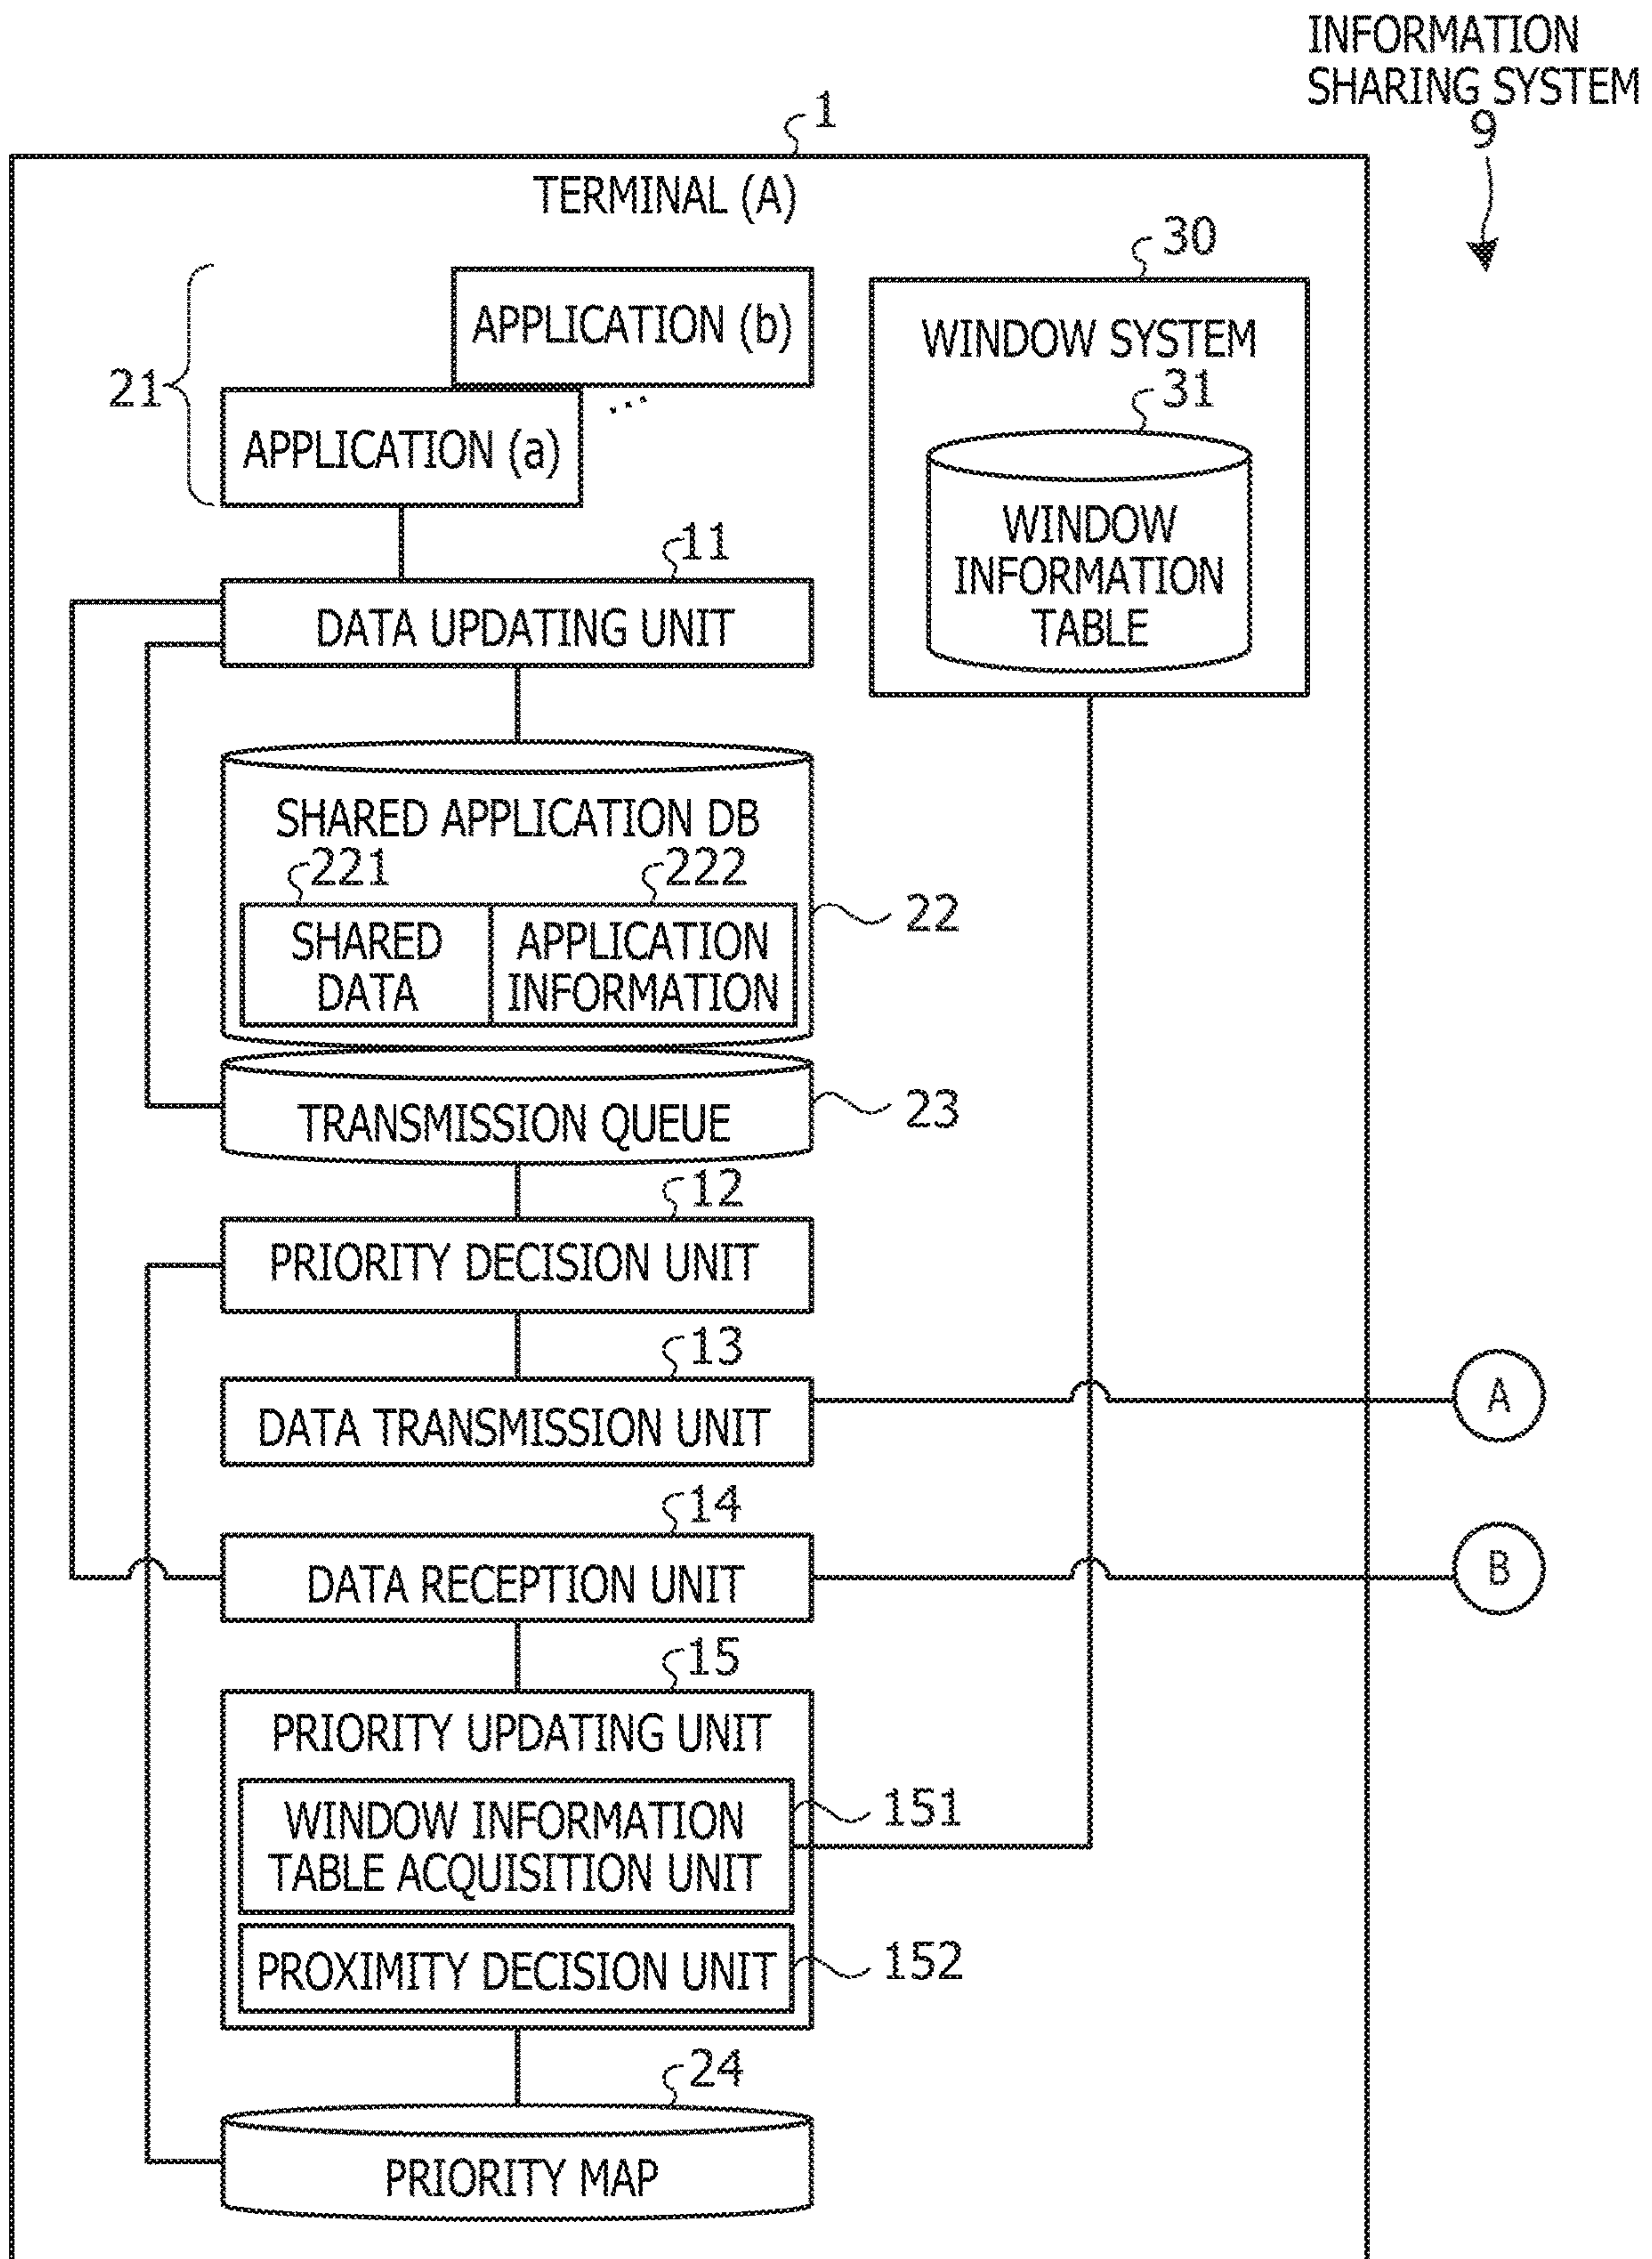 INFORMATION
SHARING SYSTEM
9
1
TERMINAL (A)
30
APPLICATION (b)
WINDOW SYSTEM
21
31
APPLICATION (a)
...
WINDOW
INFORMATION
TABLE
11
DATA UPDATING UNIT
SHARED APPLICATION DB
221
222
SHARED
DATA
APPLICATION
INFORMATION
22
TRANSMISSION QUEUE
23
12
PRIORITY DECISION UNIT
13
DATA TRANSMISSION UNIT
A
14
DATA RECEPTION UNIT
B
15
PRIORITY UPDATING UNIT
WINDOW INFORMATION
TABLE ACQUISITION UNIT
151
PROXIMITY DECISION UNIT
152
24
PRIORITY MAP